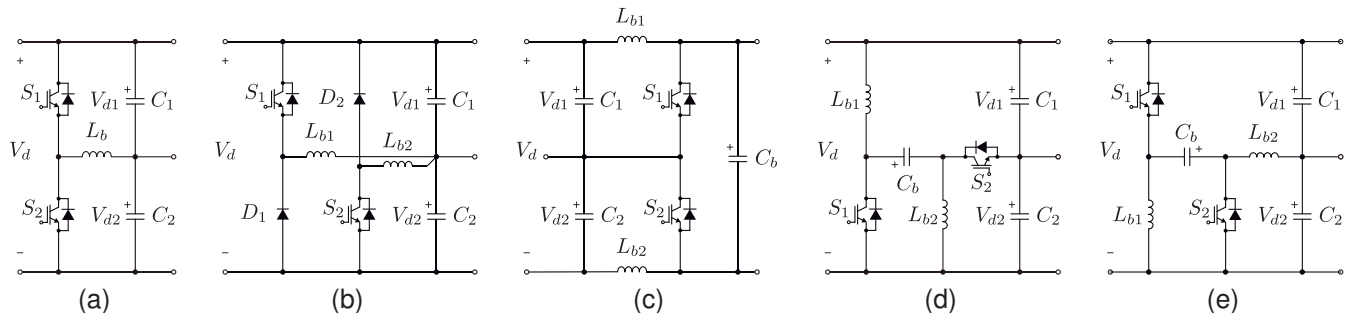 + S1 Vd1 + C1 Lb Vd S2 Vd2 + C2 −
(a)
+ S1 D2 Vd1 + C1 Lb1 Lb2 Vd D1 S2 Vd2 + C2 −
(b)
Lb1 + Vd1 + C1 S1 Vd + Cb Vd2 + C2 S2 Lb2 −
(c)
+ Lb1 Vd1 + C1 Vd + Cb S2 S1 Lb2 Vd2 + C2 −
(d)
+ S1 Vd1 + C1 Cb + Lb2 Vd Lb1 S2 Vd2 + C2 −
(e)